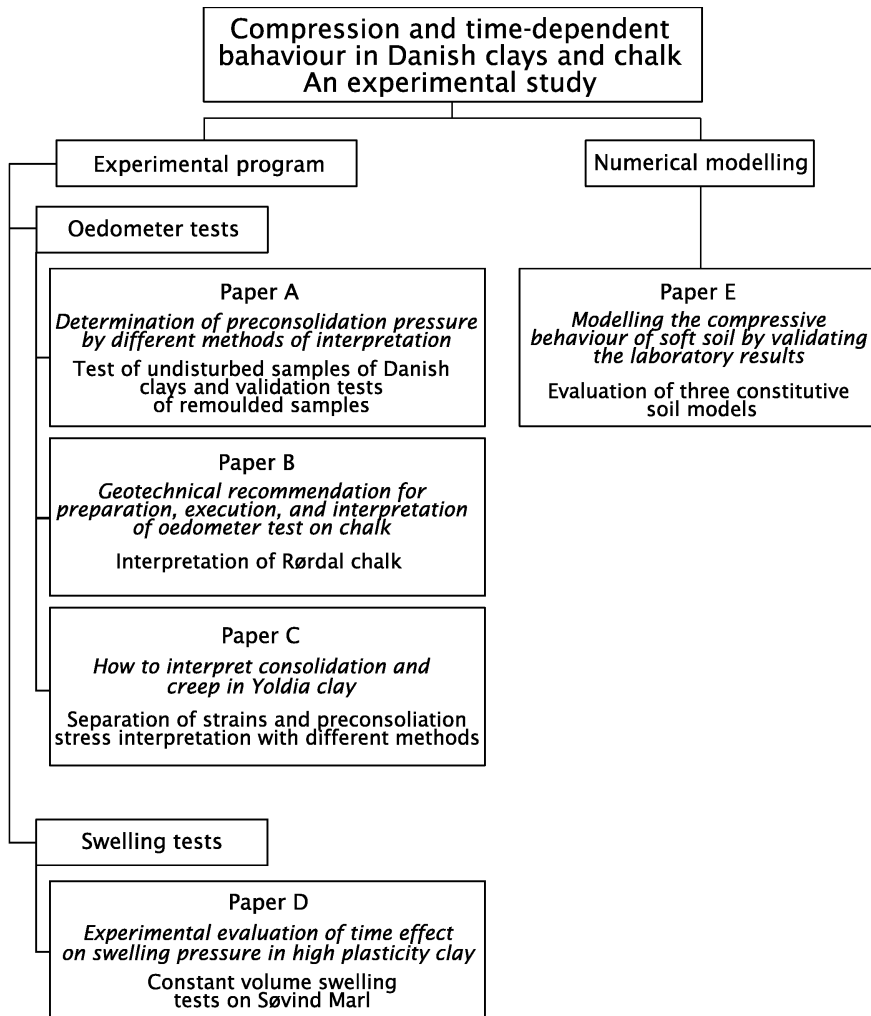 Compression and time-dependent
bahaviour in Danish clays and chalk
An experimental study
Experimental program
Numerical modelling
Oedometer tests
Paper A
Determination of preconsolidation pressure
by different methods of interpretation
Test of undisturbed samples of Danish
clays and validation tests
of remoulded samples
Paper E
Modelling the compressive
behaviour of soft soil by validating
the laboratory results
Evaluation of three constitutive
soil models
Paper B
Geotechnical recommendation for
preparation, execution, and interpretation
of oedometer test on chalk
Interpretation of Rørdal chalk
Paper C
How to interpret consolidation and
creep in Yoldia clay
Separation of strains and preconsoliation
stress interpretation with different methods
Swelling tests
Paper D
Experimental evaluation of time effect
on swelling pressure in high plasticity clay
Constant volume swelling
tests on Søvind Marl